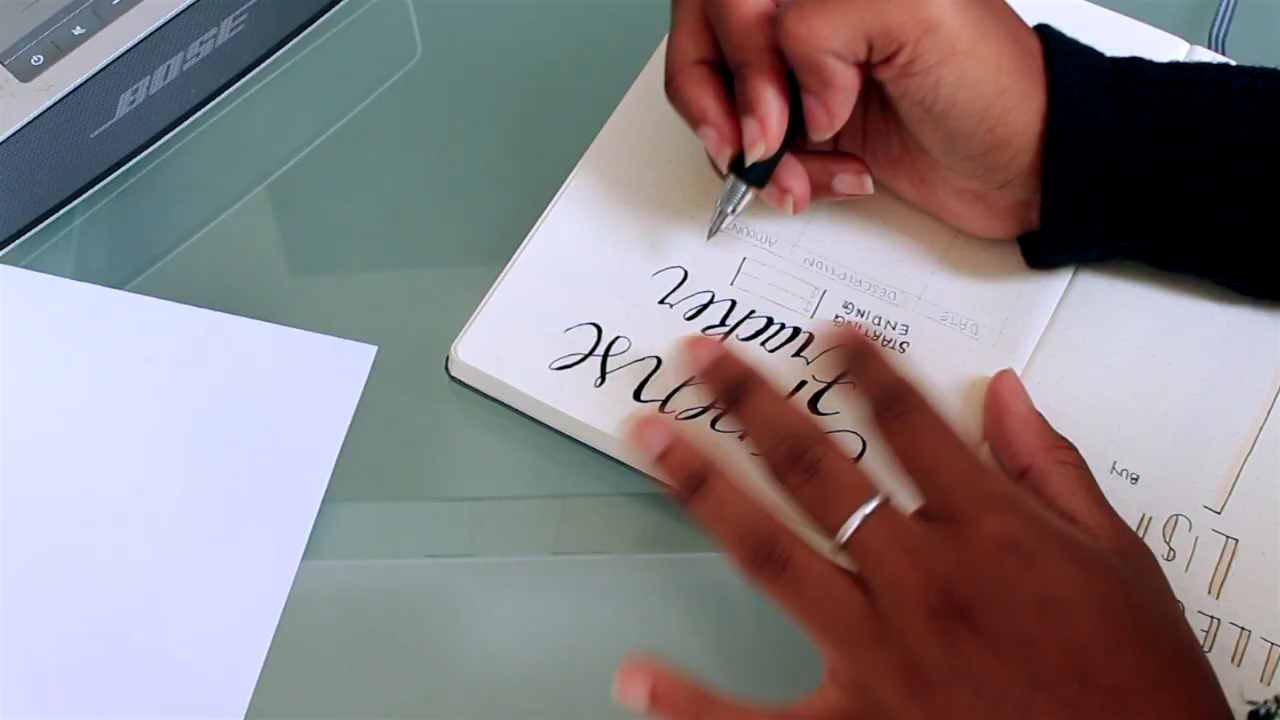 BOSE
Tracker
STARTING
ENDING:
DATE DESCRIPTION AMOUNT
LIST
BUY